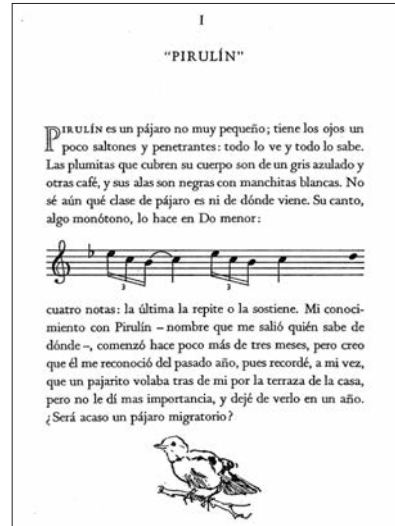 I
"PIRULÍN"
PIRULÍN es un pájaro no muy pequeño; tiene los ojos un
poco saltones y penetrantes: todo lo ve y todo lo sabe.
Las plumitas que cubren su cuerpo son de un gris azulado y
otras café, y sus alas son negras con manchitas blancas. No
sé aún qué clase de pájaro es ni de dónde viene. Su canto,
algo monótono, lo hace en Do menor:
3 3
cuatro notas: la última la repite o la sostiene. Mi conoci-
miento con Pirulín – nombre que me salió quién sabe de
dónde –, comenzó hace poco más de tres meses, pero creo
que él me reconoció del pasado año, pues recordé, a mi vez,
que un pajarito volaba tras de mi por la terraza de la casa,
pero no le dí mas importancia, y dejé de verlo en un año.
¿Será acaso un pájaro migratorio?